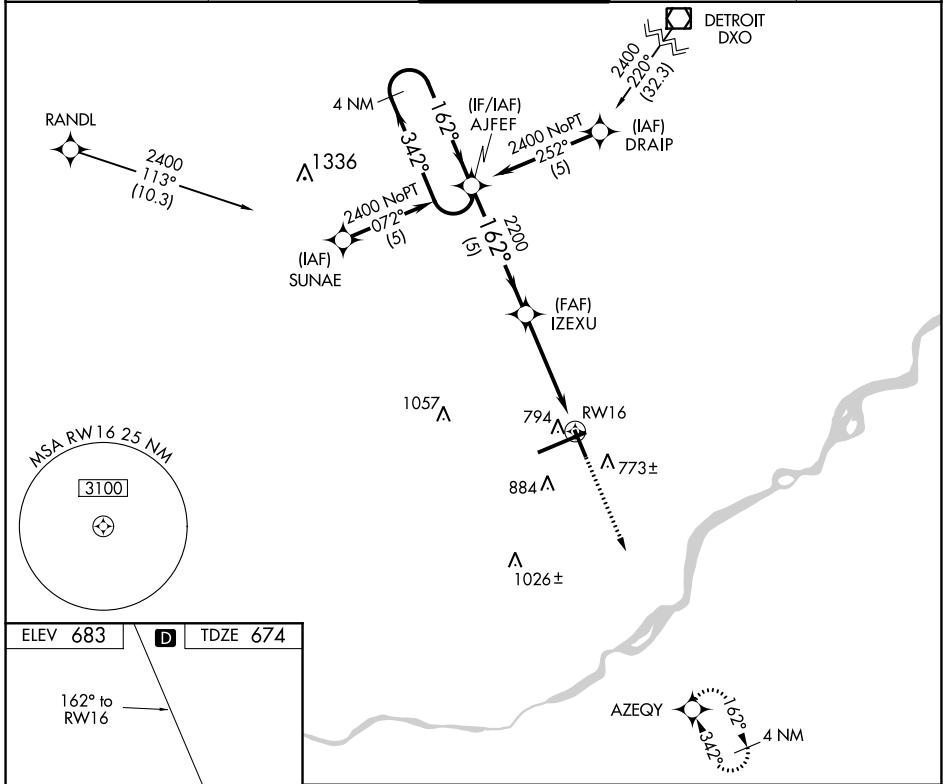 DETROIT
DXO
2400
220°
(32.3)
4 NM
162°
342°
(IF/IAF)
AJFEF
2400 NoPT
252°
(5)
(IAF)
DRAIP
RANDL
2400
113°
(10.3)
1336
2400 NoPT
072°
(5)
(IAF)
SUNAE
2200
162°
(5)
(FAF)
IZEXU
1057
794
RW16
773±
884
1026±
MSA RW16 25 NM
3100
ELEV 683
D
TDZE 674
162° to
RW16
AZEQY
162°
342°
4 NM